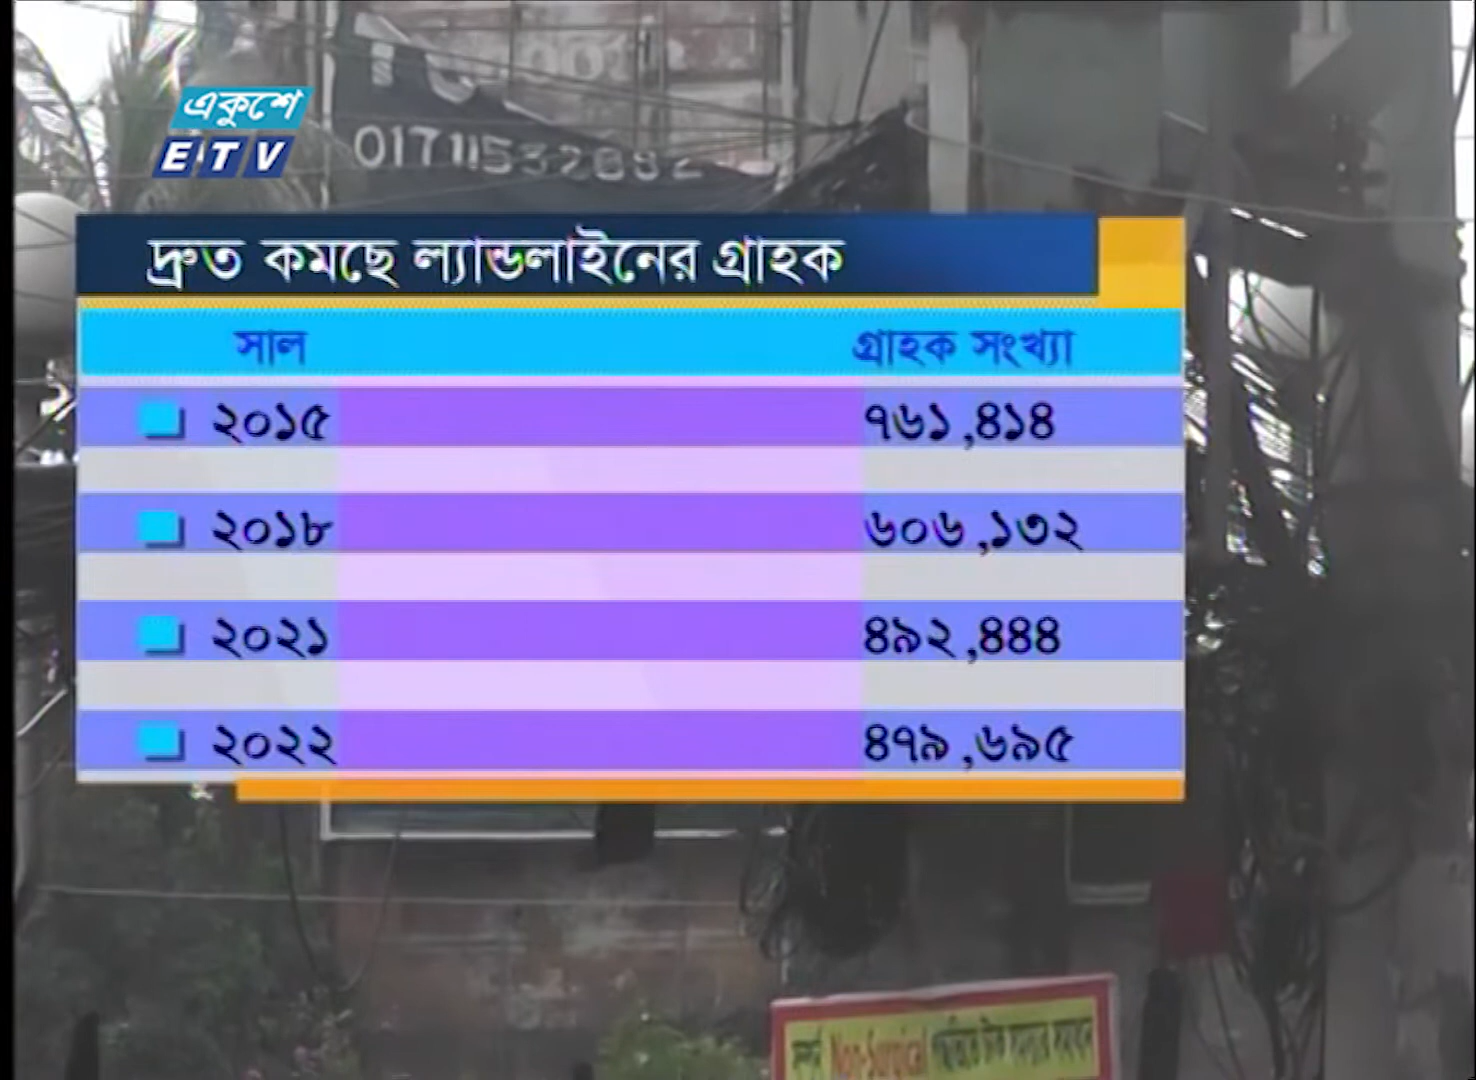 একুশে
ETV
দ্রুত কমছে ল্যান্ডলাইনের গ্রাহক
সাল গ্রাহক সংখ্যা
২০১৫ ৭৬১,৪১৪
২০১৮ ৬০৬,১৩২
২০২১ ৪৯২,৪৪৪
২০২২ ৪৭৯,৬৯৫
Non-Surgical